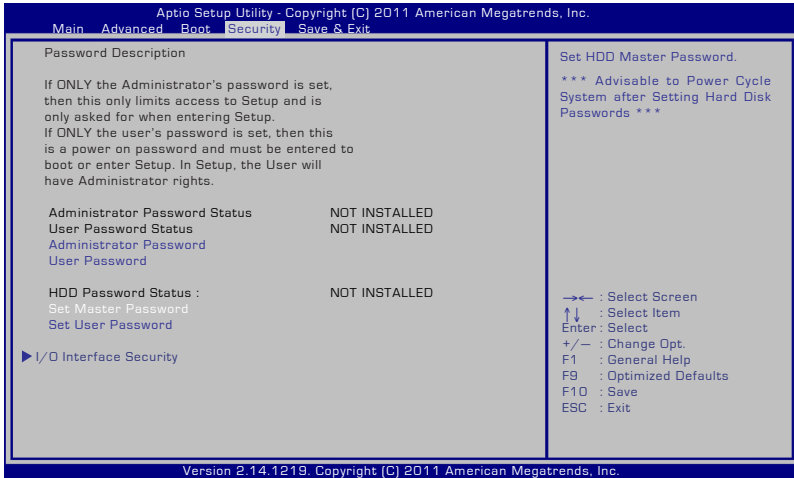 Aptio Setup Utility - Copyright (C) 2011 American Megatrends, Inc.
Main Advanced Boot Security Save & Exit
Password Description
If ONLY the Administrator's password is set,
then this only limits access to Setup and is
only asked for when entering Setup.
If ONLY the user's password is set, then this
is a power on password and must be entered to
boot or enter Setup. In Setup, the User will
have Administrator rights.
Administrator Password Status NOT INSTALLED
User Password Status NOT INSTALLED
Administrator Password
User Password
HDD Password Status : NOT INSTALLED
Set Master Password
Set User Password
I/O Interface Security
Set HDD Master Password.
*** Advisable to Power Cycle
System after Setting Hard Disk
Passwords ***
→← : Select Screen
↑↓ : Select Item
Enter : Select
+/— : Change Opt.
F1 : General Help
F9 : Optimized Defaults
F10 : Save
ESC : Exit
Version 2.14.1219. Copyright (C) 2011 American Megatrends, Inc.